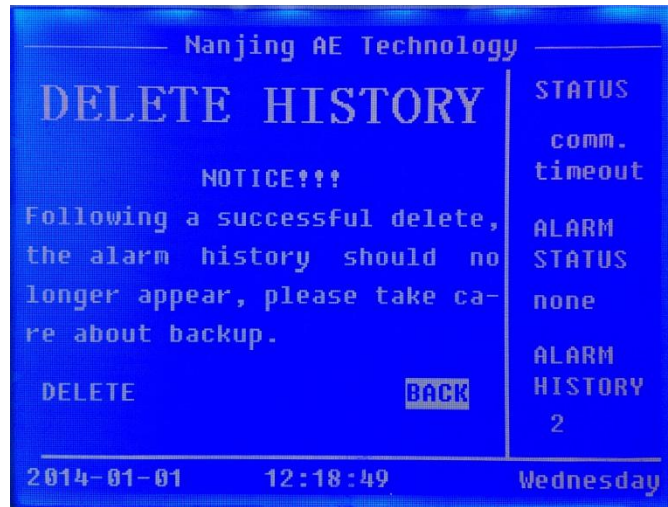 Nanjing AE Technology
DELETE HISTORY
NOTICE!!!
Following a successful delete,
the alarm history should no
longer appear, please take ca-
re about backup.
DELETE
BACK
STATUS
comm.
timeout
ALARM
STATUS
none
ALARM
HISTORY
2
2014-01-01 12:18:49 Wednesday